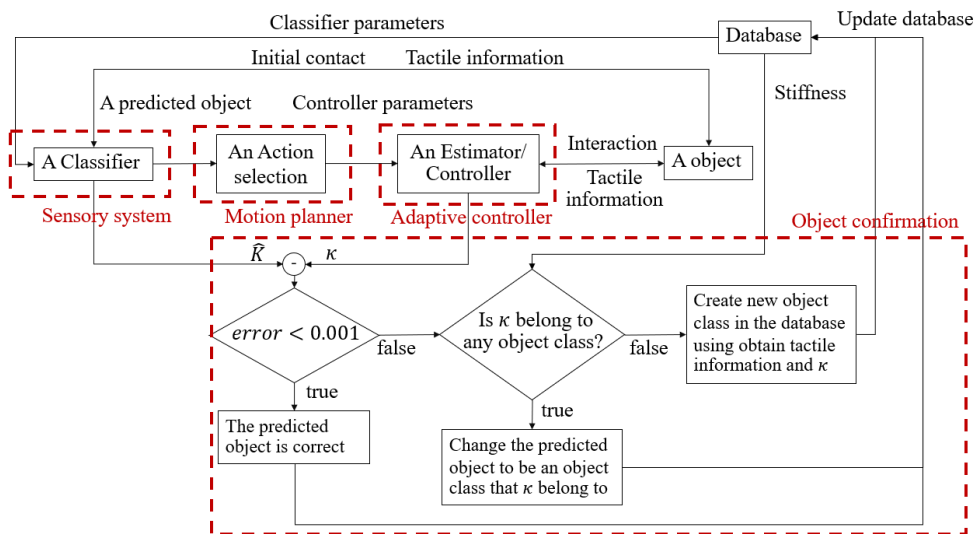 Classifier parameters
Update database
Database
Initial contact
Tactile information
Stiffness
A predicted object
Controller parameters
A Classifier
An Action
selection
An Estimator/
Controller
Interaction
Tactile
information
A object
Sensory system
Motion planner
Adaptive controller
Object confirmation
K̂
-
κ
error < 0.001
false
true
Is κ belong to
any object class?
false
true
Create new object
class in the database
using obtain tactile
information and κ
The predicted
object is correct
Change the predicted
object to be an object
class that κ belong to